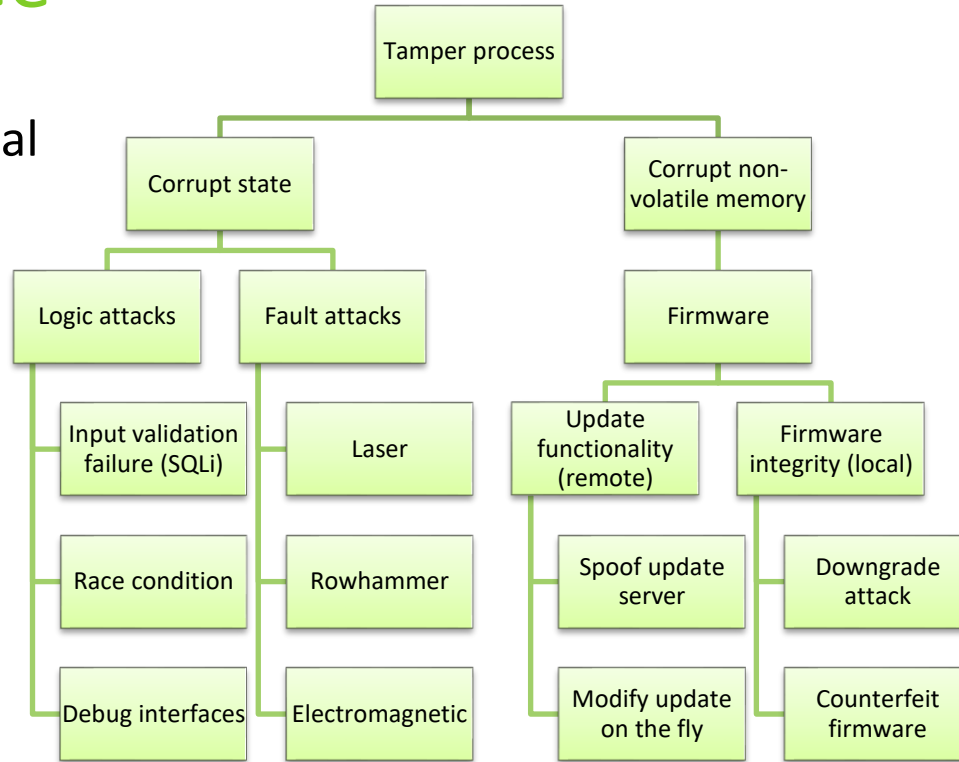 al
Tamper process
Corrupt state
Corrupt non-
volatile memory
Logic attacks
Fault attacks
Firmware
Input validation
failure (SQLi)
Laser
Update
functionality
(remote)
Firmware
integrity (local)
Race condition
Rowhammer
Spoof update
server
Downgrade
attack
Debug interfaces
Electromagnetic
Modify update
on the fly
Counterfeit
firmware